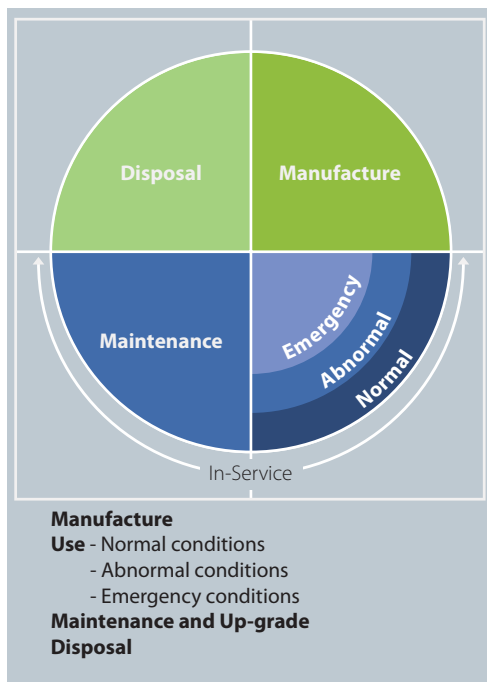 Disposal
Manufacture
Maintenance
Emergency
Abnormal
Normal
In-Service
Manufacture
Use - Normal conditions
- Abnormal conditions
- Emergency conditions
Maintenance and Up-grade
Disposal